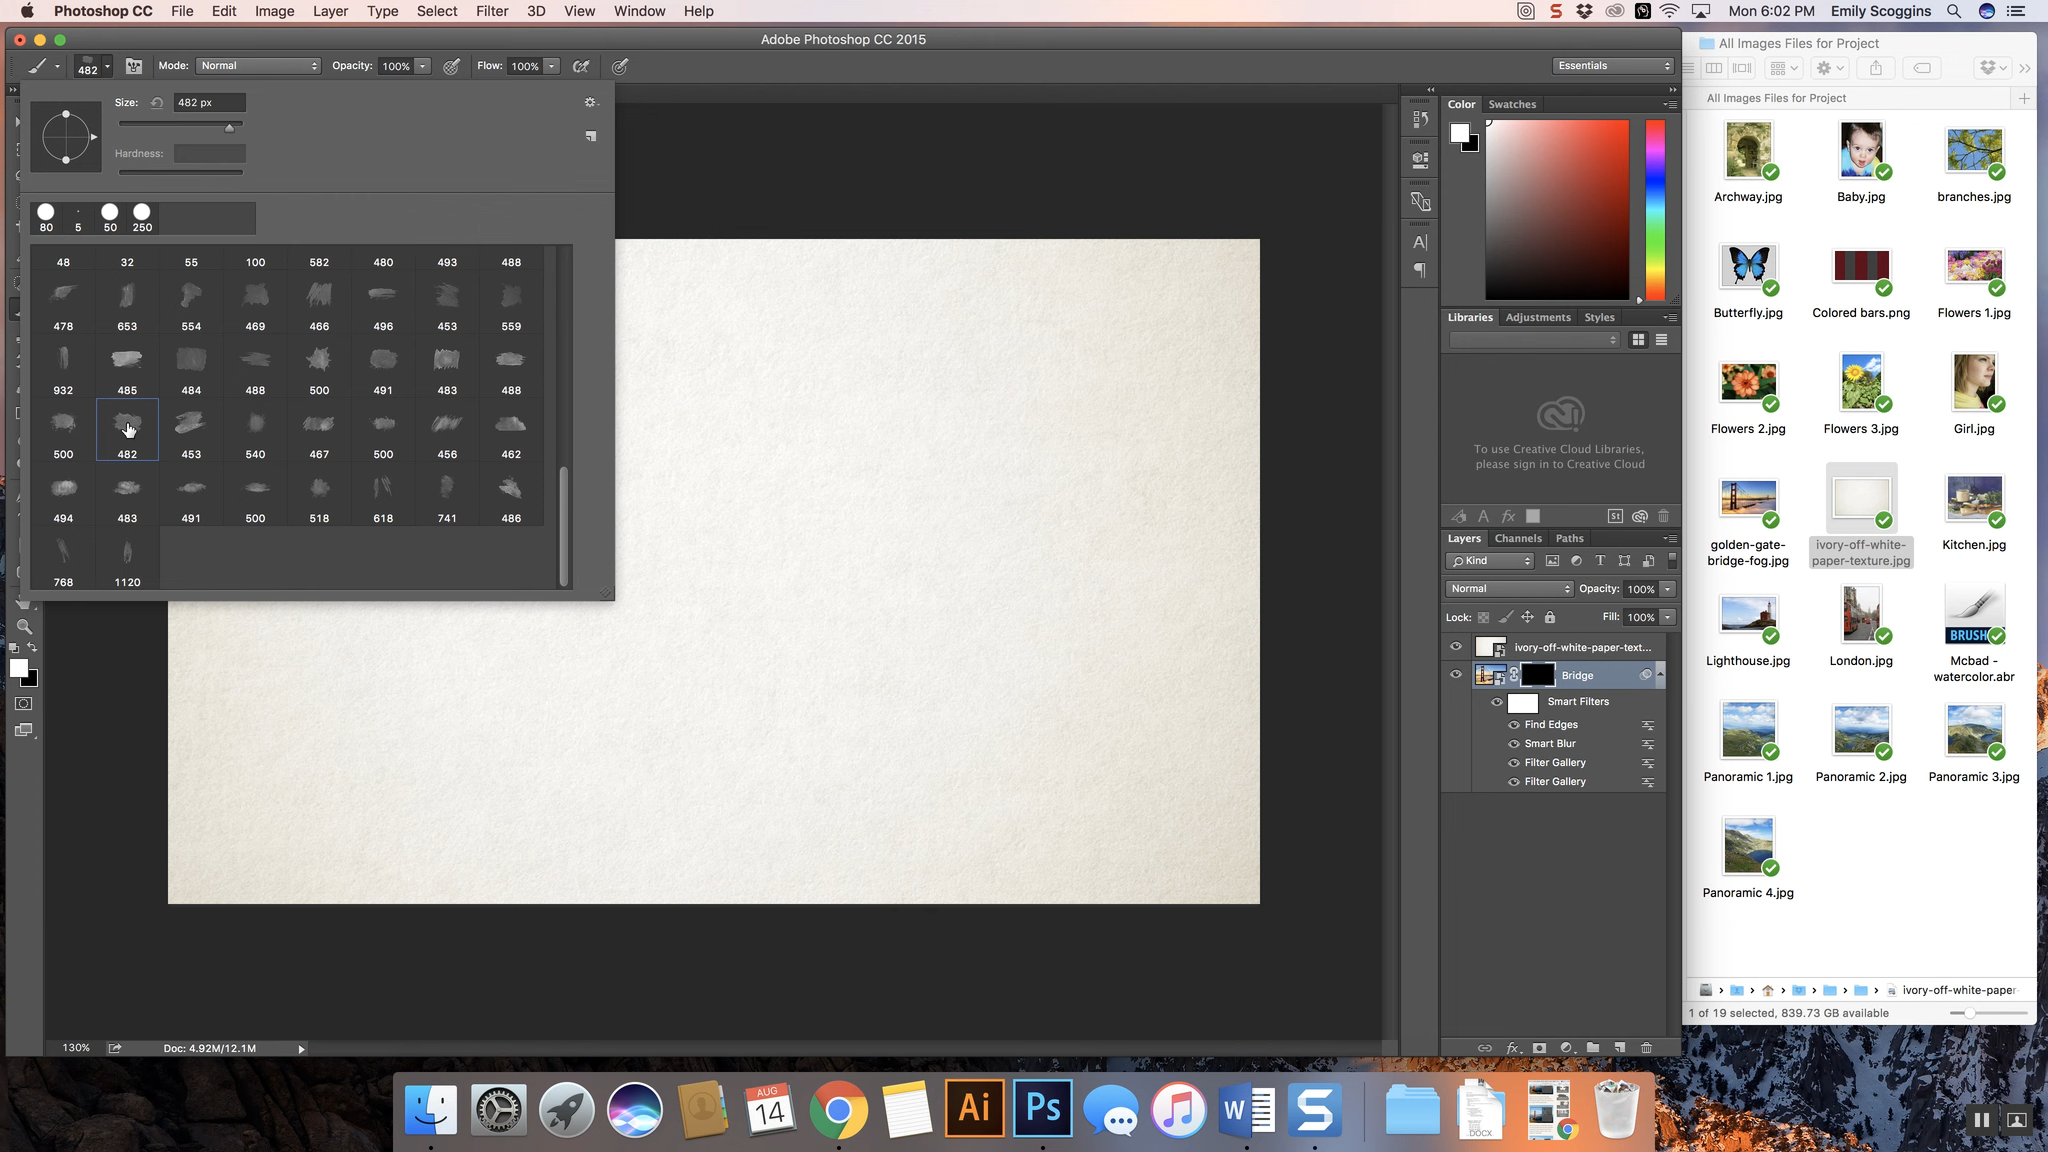 Photoshop CC File Edit Image Layer Type Select Filter 3D View Window Help
Mon 6:02 PM Emily Scoggins
Adobe Photoshop CC 2015
482 Mode: Normal Opacity: 100% Flow: 100% Essentials
Size: 482 px
Hardness:
80 5 50 250
48 32 55 100 582 480 493 488
478 653 554 469 466 496 453 559
932 485 484 488 500 491 483 488
500 482 453 540 467 500 456 462
494 483 491 500 518 618 741 486
768 1120
130% Doc: 4.92M/12.1M
Color Swatches
Libraries Adjustments Styles
To use Creative Cloud Libraries,
please sign in to Creative Cloud
St
Layers Channels Paths
Kind
Normal Opacity: 100%
Lock: Fill: 100%
ivory-off-white-paper-text...
Bridge
Smart Filters
Find Edges
Smart Blur
Filter Gallery
Filter Gallery
All Images Files for Project
All Images Files for Project
Archway.jpg Baby.jpg branches.jpg
Butterfly.jpg Colored bars.png Flowers 1.jpg
Flowers 2.jpg Flowers 3.jpg Girl.jpg
golden-gate-
bridge-fog.jpg
ivory-off-white-
paper-texture.jpg
Kitchen.jpg
BRUSH
Lighthouse.jpg London.jpg Mcbad -
watercolor.abr
Panoramic 1.jpg Panoramic 2.jpg Panoramic 3.jpg
Panoramic 4.jpg
ivory-off-white-paper-
1 of 19 selected, 839.73 GB available
AUG
14
Ai
Ps
W
S
DOCX